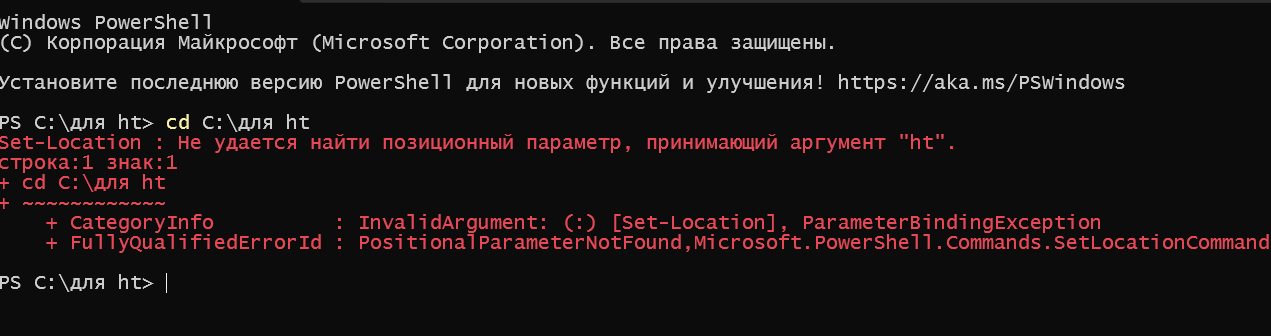 Windows PowerShell
(C) Корпорация Майкрософт (Microsoft Corporation). Все права защищены.
Установите последнюю версию PowerShell для новых функций и улучшения! https://aka.ms/PSWindows
PS C:\для ht> cd C:\для ht
Set-Location : Не удается найти позиционный параметр, принимающий аргумент "ht".
строка:1 знак:1
+ cd C:\для ht
+ ~~~~~~~~~~~~
    + CategoryInfo          : InvalidArgument: (:) [Set-Location], ParameterBindingException
    + FullyQualifiedErrorId : PositionalParameterNotFound,Microsoft.PowerShell.Commands.SetLocationCommand
PS C:\для ht>